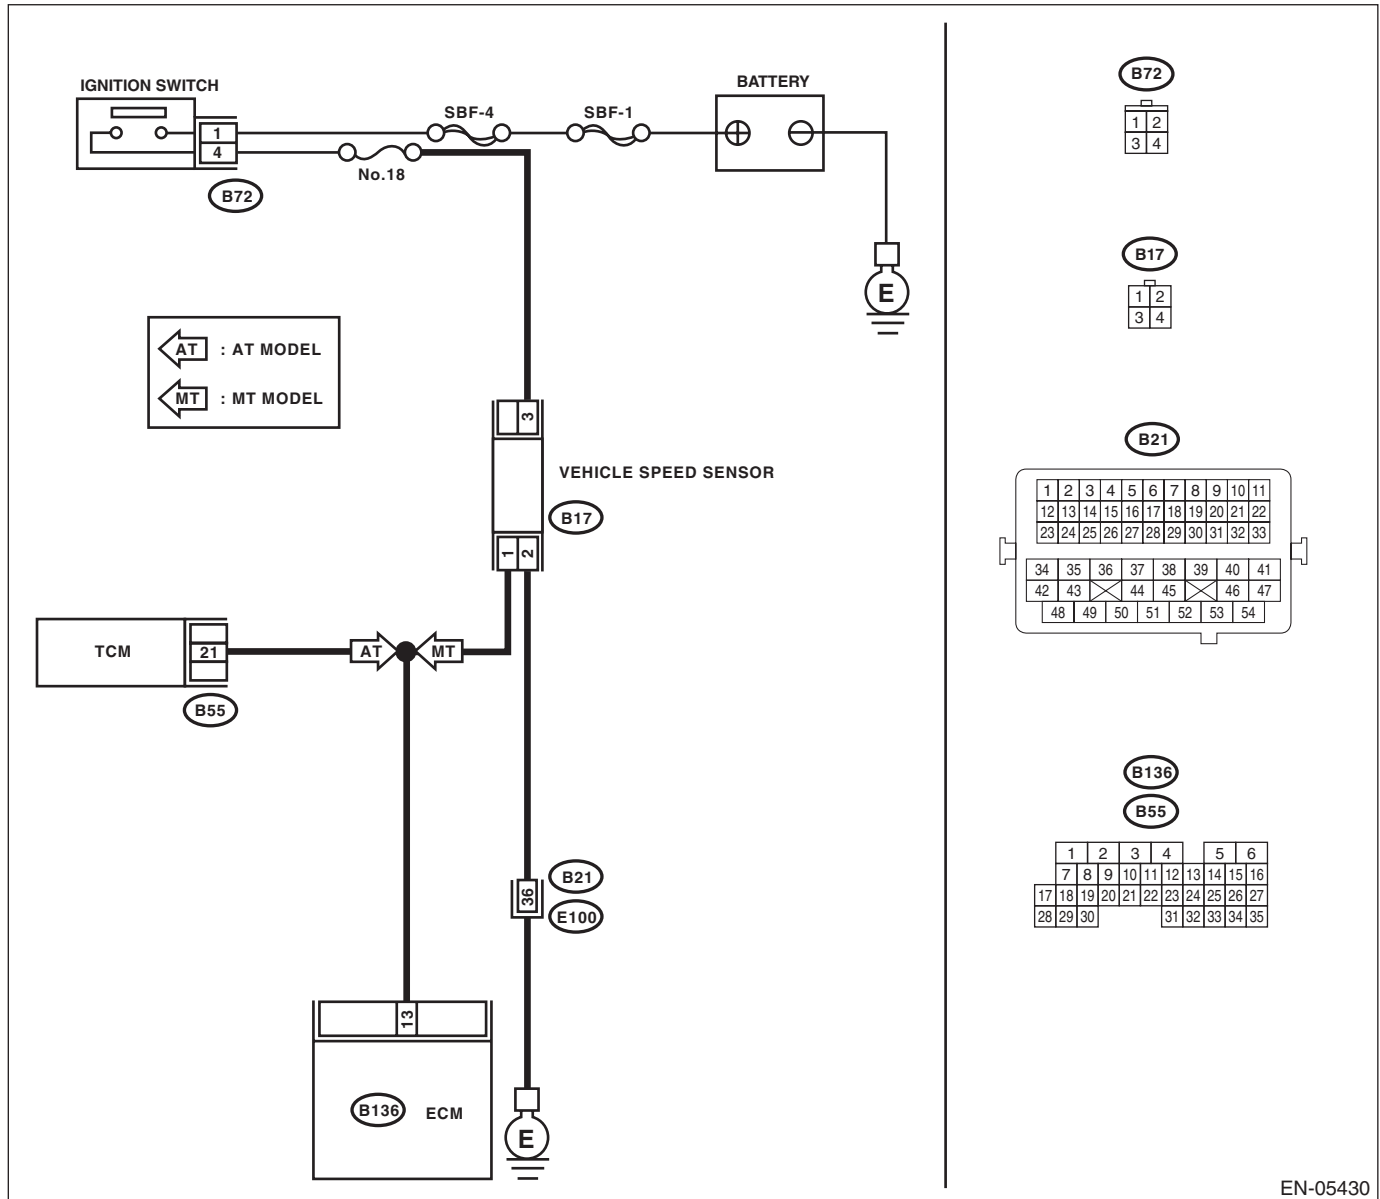 IGNITION SWITCH
1
4
B72
SBF-4
SBF-1
No.18
BATTERY
E
AT : AT MODEL
MT : MT MODEL
3
VEHICLE SPEED SENSOR
B17
1 2
TCM
21
B55
AT MT
36
B21
E100
13
B136 ECM
E
B72
1 2
3 4
B17
1 2
3 4
B21
1 2 3 4 5 6 7 8 9 10 11
12 13 14 15 16 17 18 19 20 21 22
23 24 25 26 27 28 29 30 31 32 33
34 35 36 37 38 39 40 41
42 43 44 45 46 47
48 49 50 51 52 53 54
B136
B55
1 2 3 4 5 6
7 8 9 10 11 12 13 14 15 16
17 18 19 20 21 22 23 24 25 26 27
28 29 30 31 32 33 34 35
EN-05430